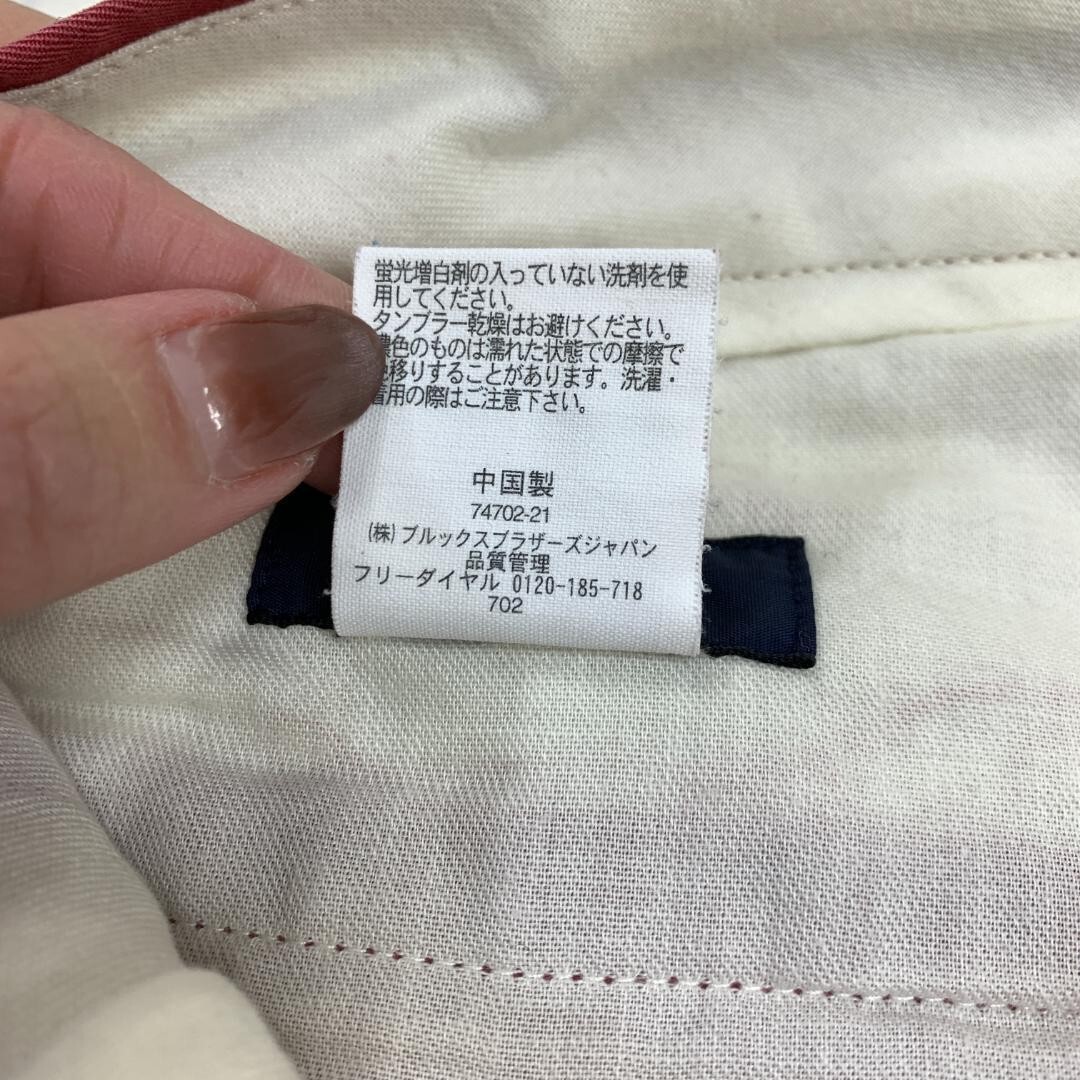 蛍光増白剤の入っていない洗剤を使
用してください。
タンブラー乾燥はお避けください。
濃色のものは濡れた状態での摩擦で
色移りすることがあります。洗濯・
着用の際はご注意下さい。
中国製
74702-21
(株)ブルックスブラザーズジャパン
品質管理
フリーダイヤル 0120-185-718
702